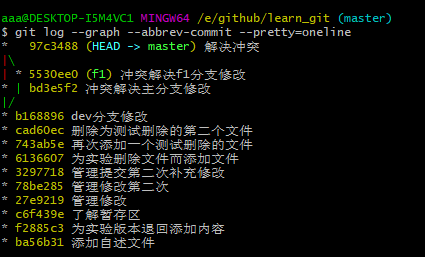 aaa@DESKTOP-I5M4VC1 MINGW64 /e/github/learn_git (master)
$ git log --graph --abbrev-commit --pretty=oneline
*   97c3488 (HEAD -> master) 解决冲突
|\
| * 5530ee0 (f1) 冲突解决f1分支修改
* | bd3e5f2 冲突解决主分支修改
|/
* b168896 dev分支修改
* cad60ec 删除为测试删除的第二个文件
* 743ab5e 再次添加一个测试删除的文件
* 6136607 为实验删除文件而添加文件
* 3297718 管理提交第二次补充修改
* 78be285 管理修改第二次
* 27e9219 管理修改
* c6f439e 了解暂存区
* f2885c3 为实验版本退回添加内容
* ba56b31 添加自述文件